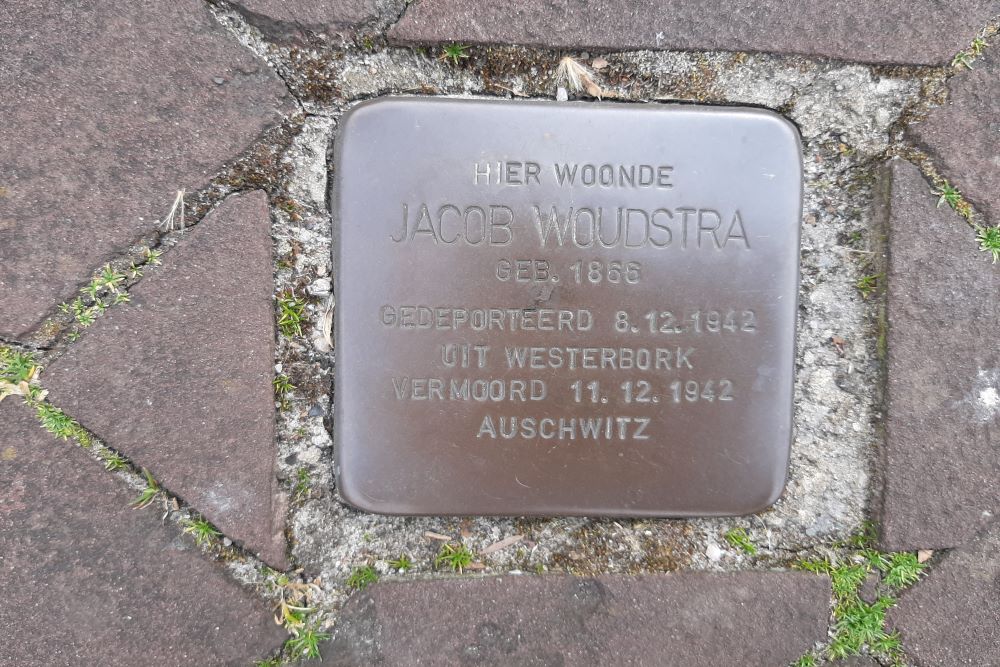 HIER WOONDE
JACOB WOUDSTRA
GEB. 1866
GEDEPORTEERD 8.12.1942
UIT WESTERBORK
VERMOORD 11.12.1942
AUSCHWITZ